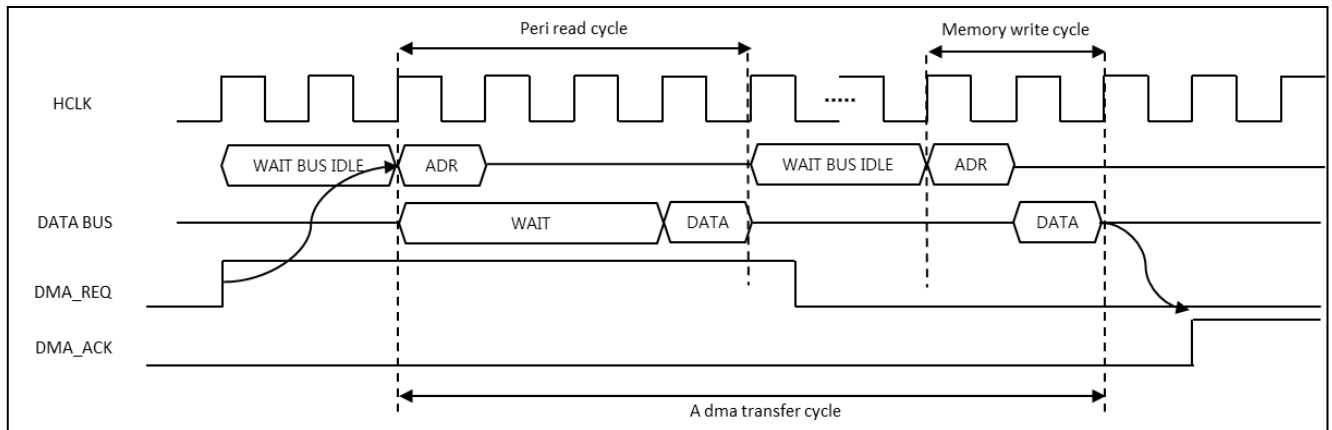 Peri read cycle
Memory write cycle
HCLK
.....
WAIT BUS IDLE
ADR
WAIT BUS IDLE
ADR
DATA BUS
WAIT
DATA
DATA
DMA_REQ
DMA_ACK
A dma transfer cycle